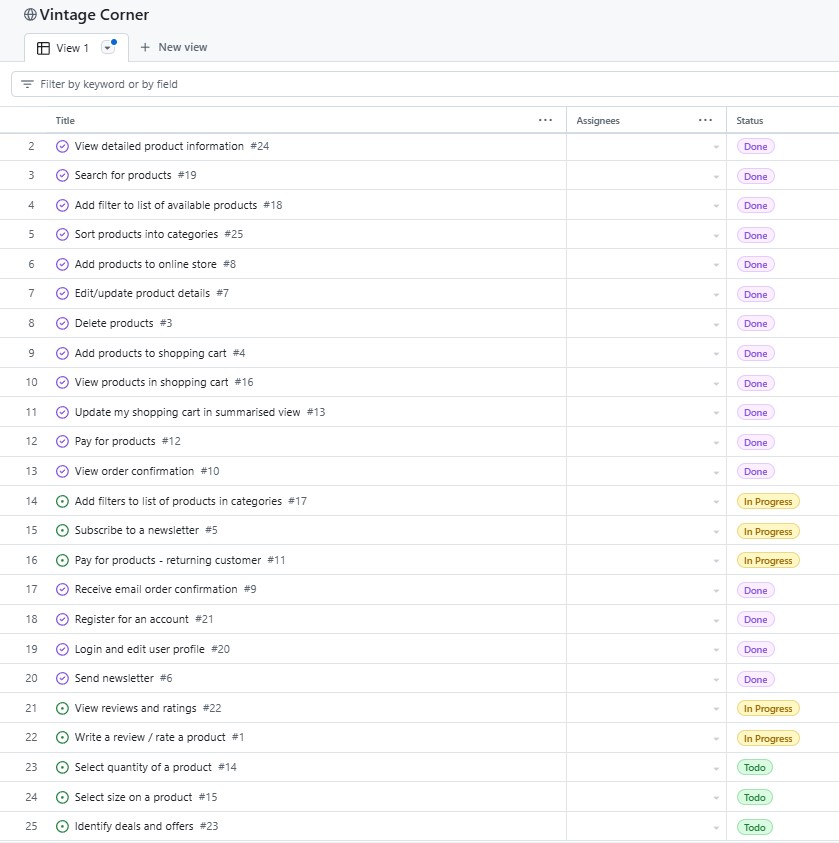 Vintage Corner
View 1 New view
Filter by keyword or by field
Title ... Assignees ... Status
2 View detailed product information #24 Done
3 Search for products #19 Done
4 Add filter to list of available products #18 Done
5 Sort products into categories #25 Done
6 Add products to online store #8 Done
7 Edit/update product details #7 Done
8 Delete products #3 Done
9 Add products to shopping cart #4 Done
10 View products in shopping cart #16 Done
11 Update my shopping cart in summarised view #13 Done
12 Pay for products #12 Done
13 View order confirmation #10 Done
14 Add filters to list of products in categories #17 In Progress
15 Subscribe to a newsletter #5 In Progress
16 Pay for products - returning customer #11 In Progress
17 Receive email order confirmation #9 Done
18 Register for an account #21 Done
19 Login and edit user profile #20 Done
20 Send newsletter #6 Done
21 View reviews and ratings #22 In Progress
22 Write a review / rate a product #1 In Progress
23 Select quantity of a product #14 Todo
24 Select size on a product #15 Todo
25 Identify deals and offers #23 Todo